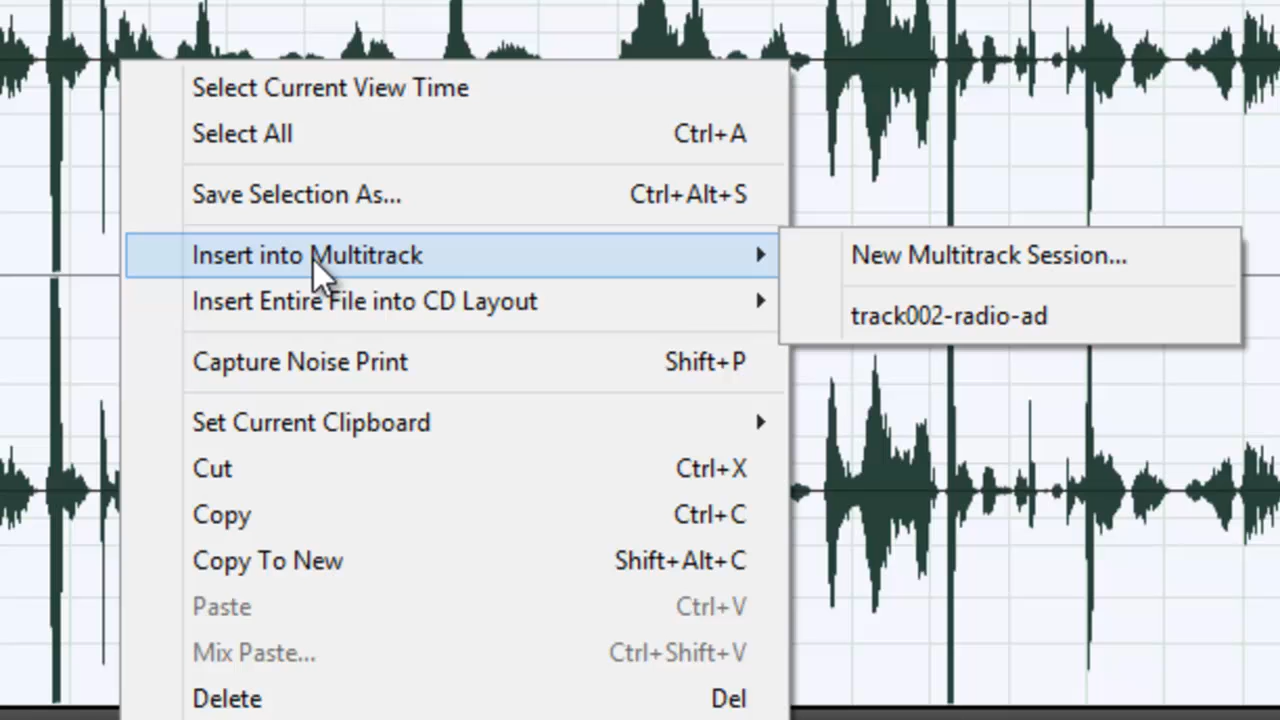 Select Current View Time
Select All Ctrl+A
Save Selection As... Ctrl+Alt+S
Insert into Multitrack
New Multitrack Session...
Insert Entire File into CD Layout
track002-radio-ad
Capture Noise Print Shift+P
Set Current Clipboard
Cut Ctrl+X
Copy Ctrl+C
Copy To New Shift+Alt+C
Paste Ctrl+V
Mix Paste... Ctrl+Shift+V
Delete Del